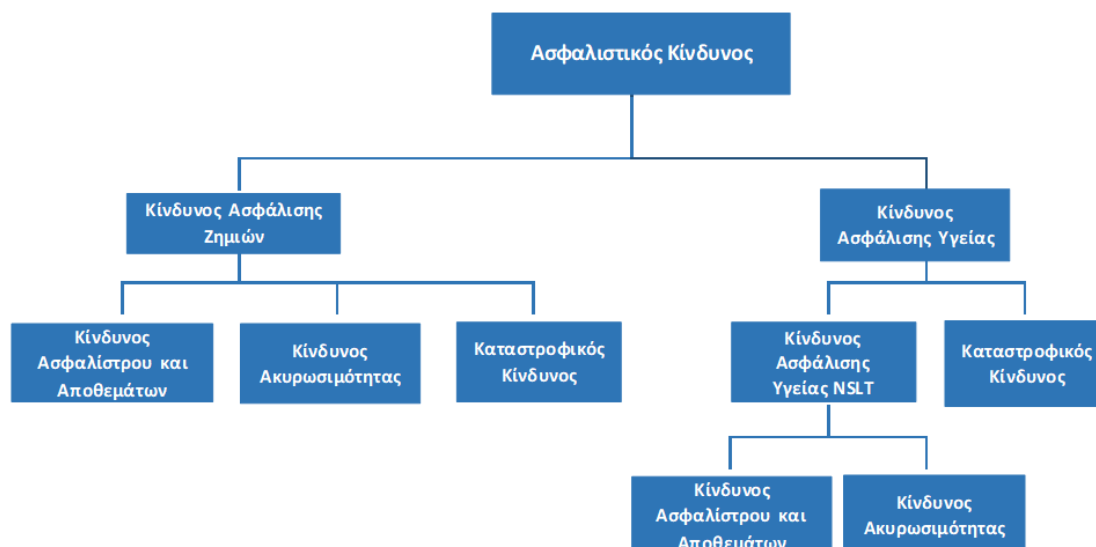 Ασφαλιστικός Κίνδυνος
Κίνδυνος Ασφάλισης
Ζημιών
Κίνδυνος
Ασφάλισης Υγείας
Κίνδυνος
Ασφαλίστρου και
Αποθεμάτων
Κίνδυνος
Ακυρωσιμότητας
Καταστροφικός
Κίνδυνος
Κίνδυνος
Ασφάλισης
Υγείας NSLT
Καταστροφικός
Κίνδυνος
Κίνδυνος
Ασφαλίστρου και
Αποθεμάτων
Κίνδυνος
Ακυρωσιμότητας